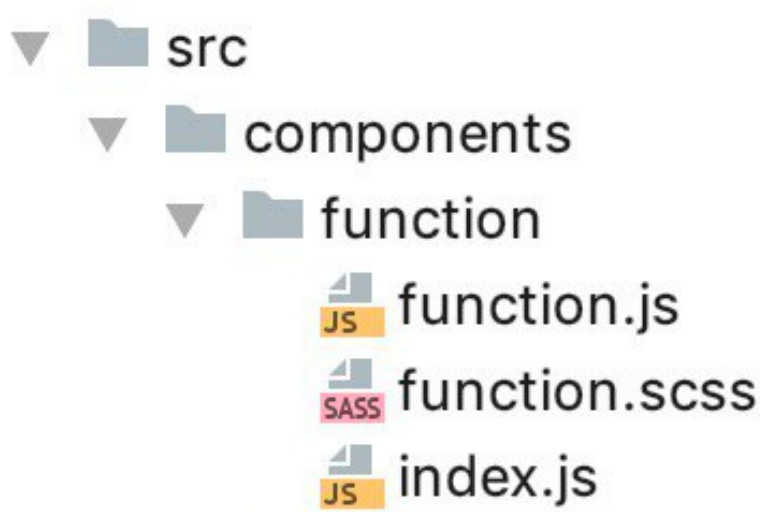 src
components
function
JS function.js
SASS function.scss
JS index.js